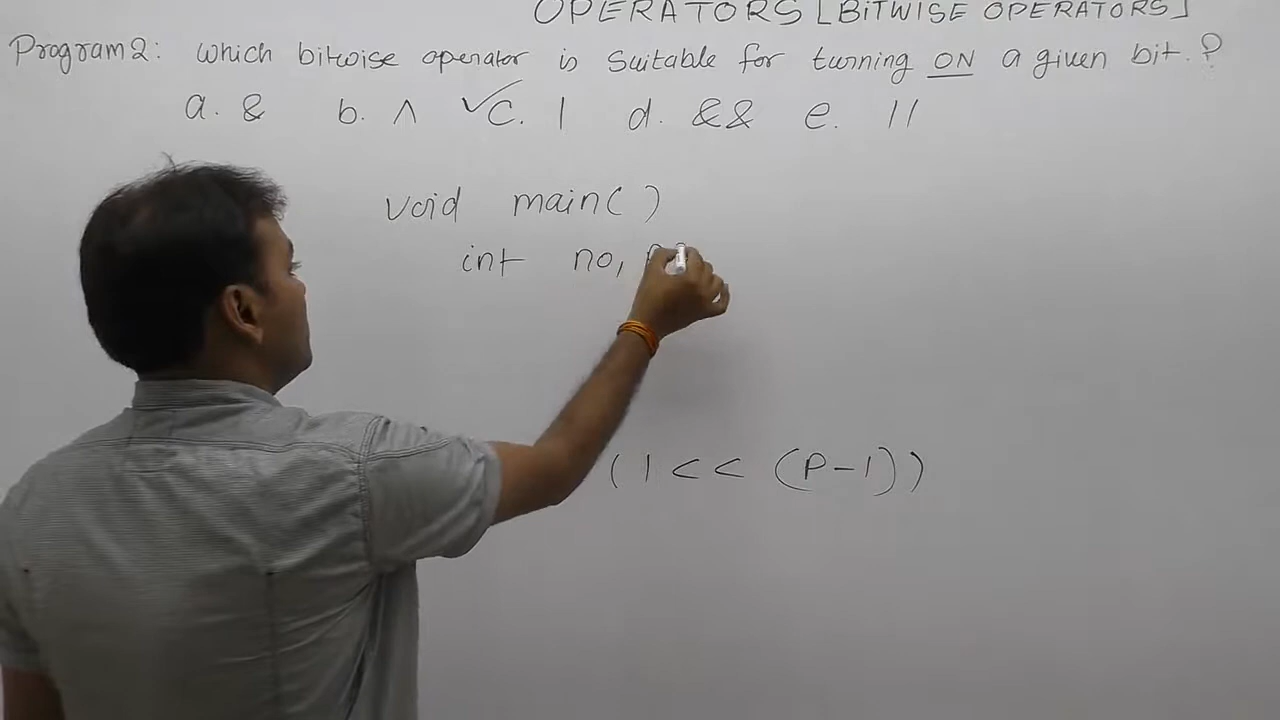 OPERATORS [BITWISE OPERATORS]
Program2: which bitwise operator is suitable for turning ON a given bit.?
a. & b. ^ ✓c. | d. && e. ||
void main( )
int no,
(1 << (P-1))